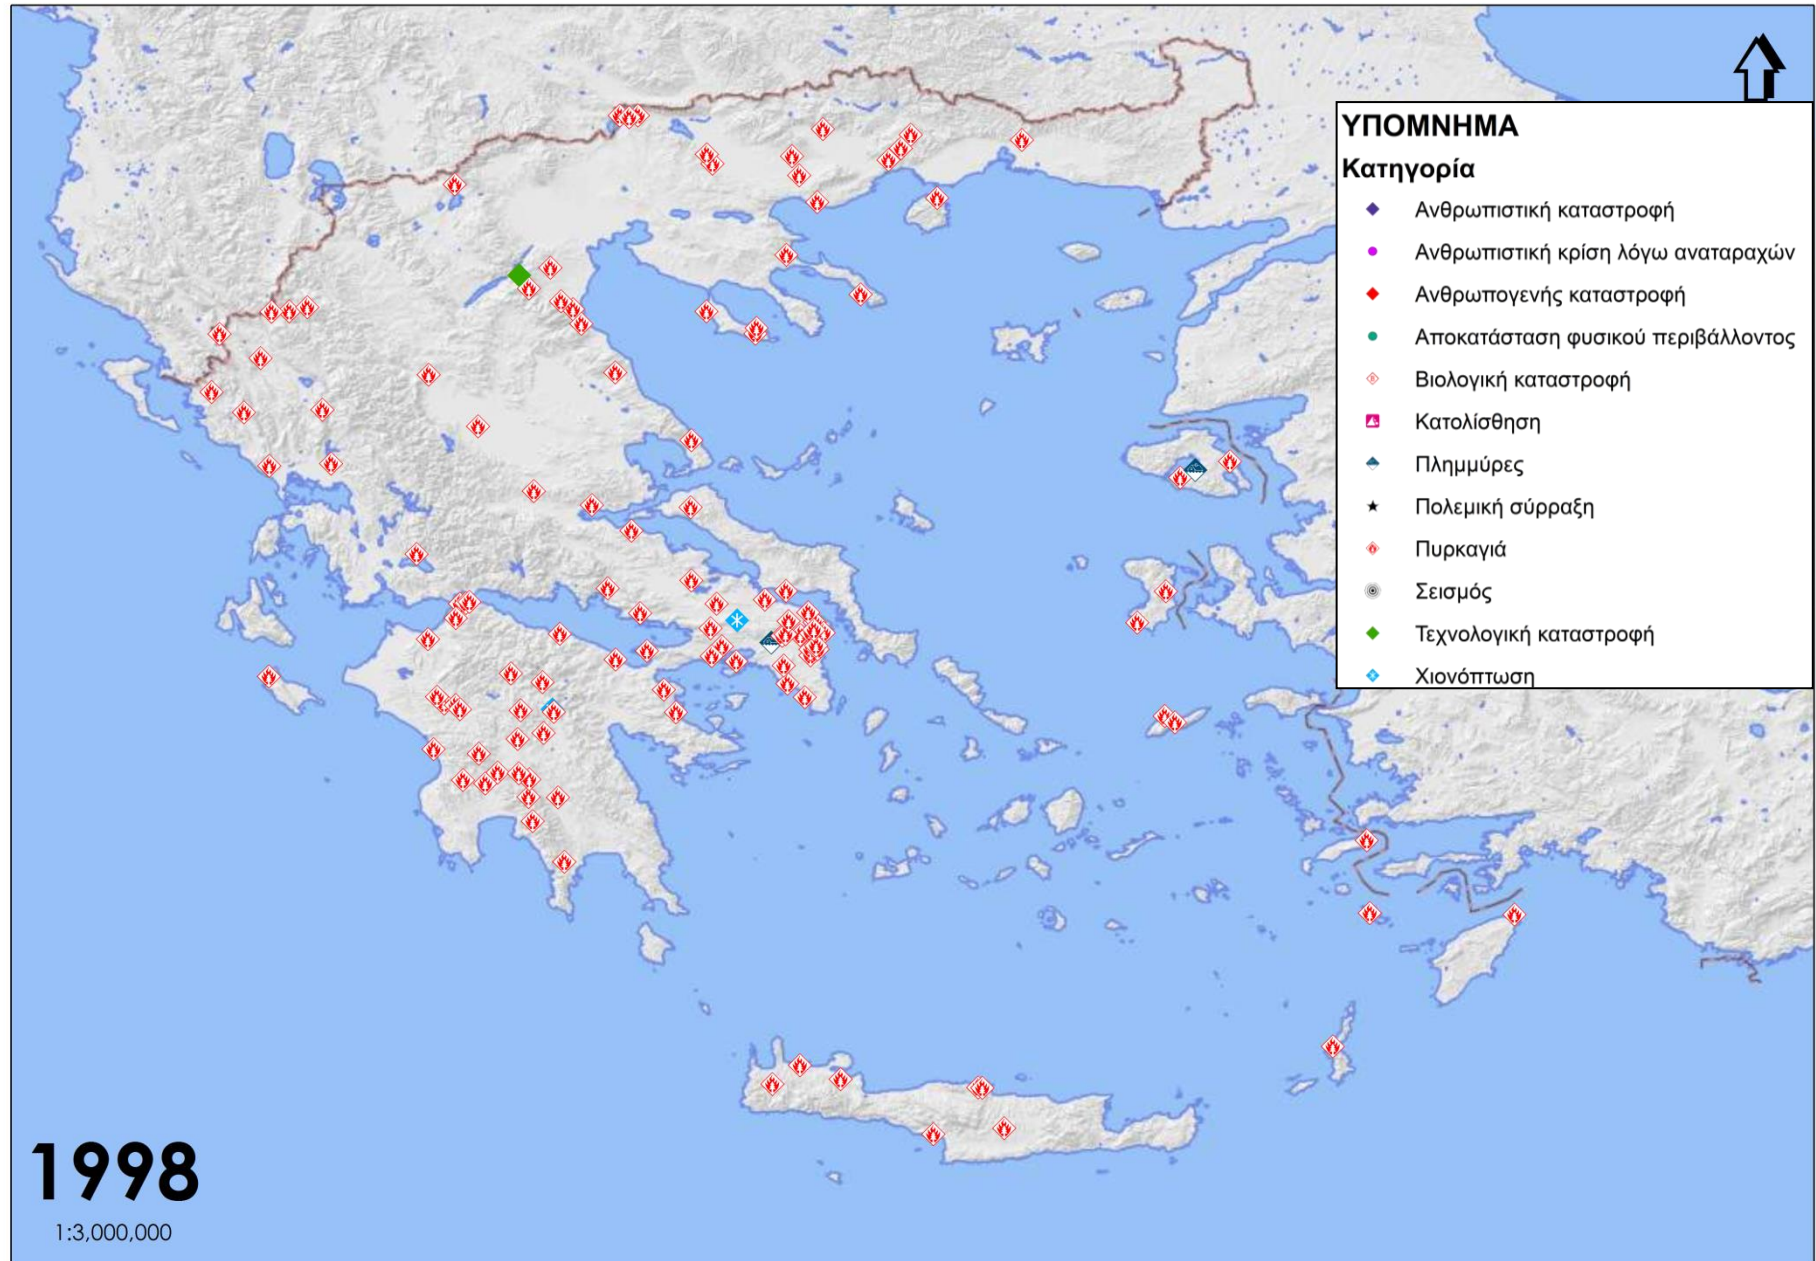 ΥΠΟΜΝΗΜΑ
Κατηγορία
Ανθρωπιστική καταστροφή
Ανθρωπιστική κρίση λόγω αναταραχών
Ανθρωπογενής καταστροφή
Αποκατάσταση φυσικού περιβάλλοντος
Βιολογική καταστροφή
Κατολίσθηση
Πλημμύρες
Πολεμική σύρραξη
Πυρκαγιά
Σεισμός
Τεχνολογική καταστροφή
Χιονόπτωση
1998
1:3,000,000